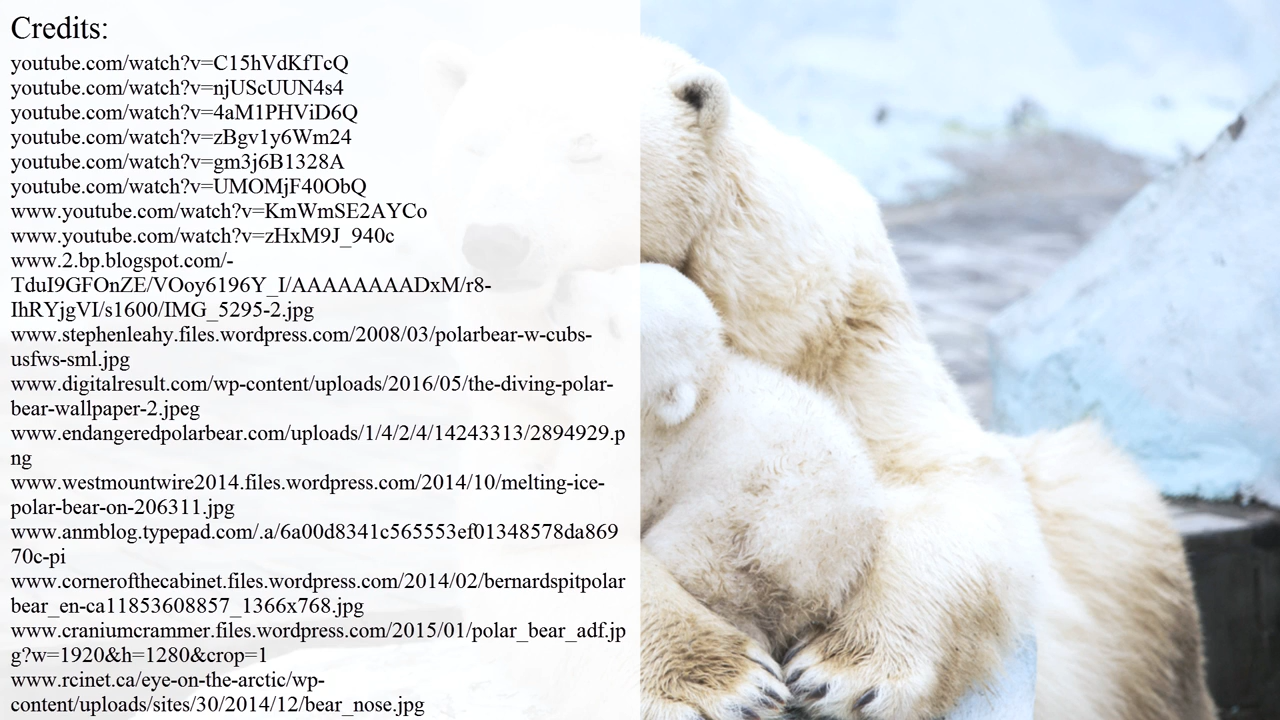 Credits:
youtube.com/watch?v=C15hVdKfTcQ
youtube.com/watch?v=njUScUUN4s4
youtube.com/watch?v=4aM1PHViD6Q
youtube.com/watch?v=zBgv1y6Wm24
youtube.com/watch?v=gm3j6B1328A
youtube.com/watch?v=UMOMjF40ObQ
www.youtube.com/watch?v=KmWmSE2AYCo
www.youtube.com/watch?v=zHxM9J_940c
www.2.bp.blogspot.com/-
TduI9GFOnZE/VOoy6196Y_I/AAAAAAAADxM/r8-
IhRYjgVI/s1600/IMG_5295-2.jpg
www.stephenleahy.files.wordpress.com/2008/03/polarbear-w-cubs-
usfws-sml.jpg
www.digitalresult.com/wp-content/uploads/2016/05/the-diving-polar-
bear-wallpaper-2.jpeg
www.endangeredpolarbear.com/uploads/1/4/2/4/14243313/2894929.p
ng
www.westmountwire2014.files.wordpress.com/2014/10/melting-ice-
polar-bear-on-206311.jpg
www.anmblog.typepad.com/.a/6a00d8341c565553ef01348578da869
70c-pi
www.cornerofthecabinet.files.wordpress.com/2014/02/bernardspitpolar
bear_en-ca11853608857_1366x768.jpg
www.craniumcrammer.files.wordpress.com/2015/01/polar_bear_adf.jp
g?w=1920&h=1280&crop=1
www.rcinet.ca/eye-on-the-arctic/wp-
content/uploads/sites/30/2014/12/bear_nose.jpg